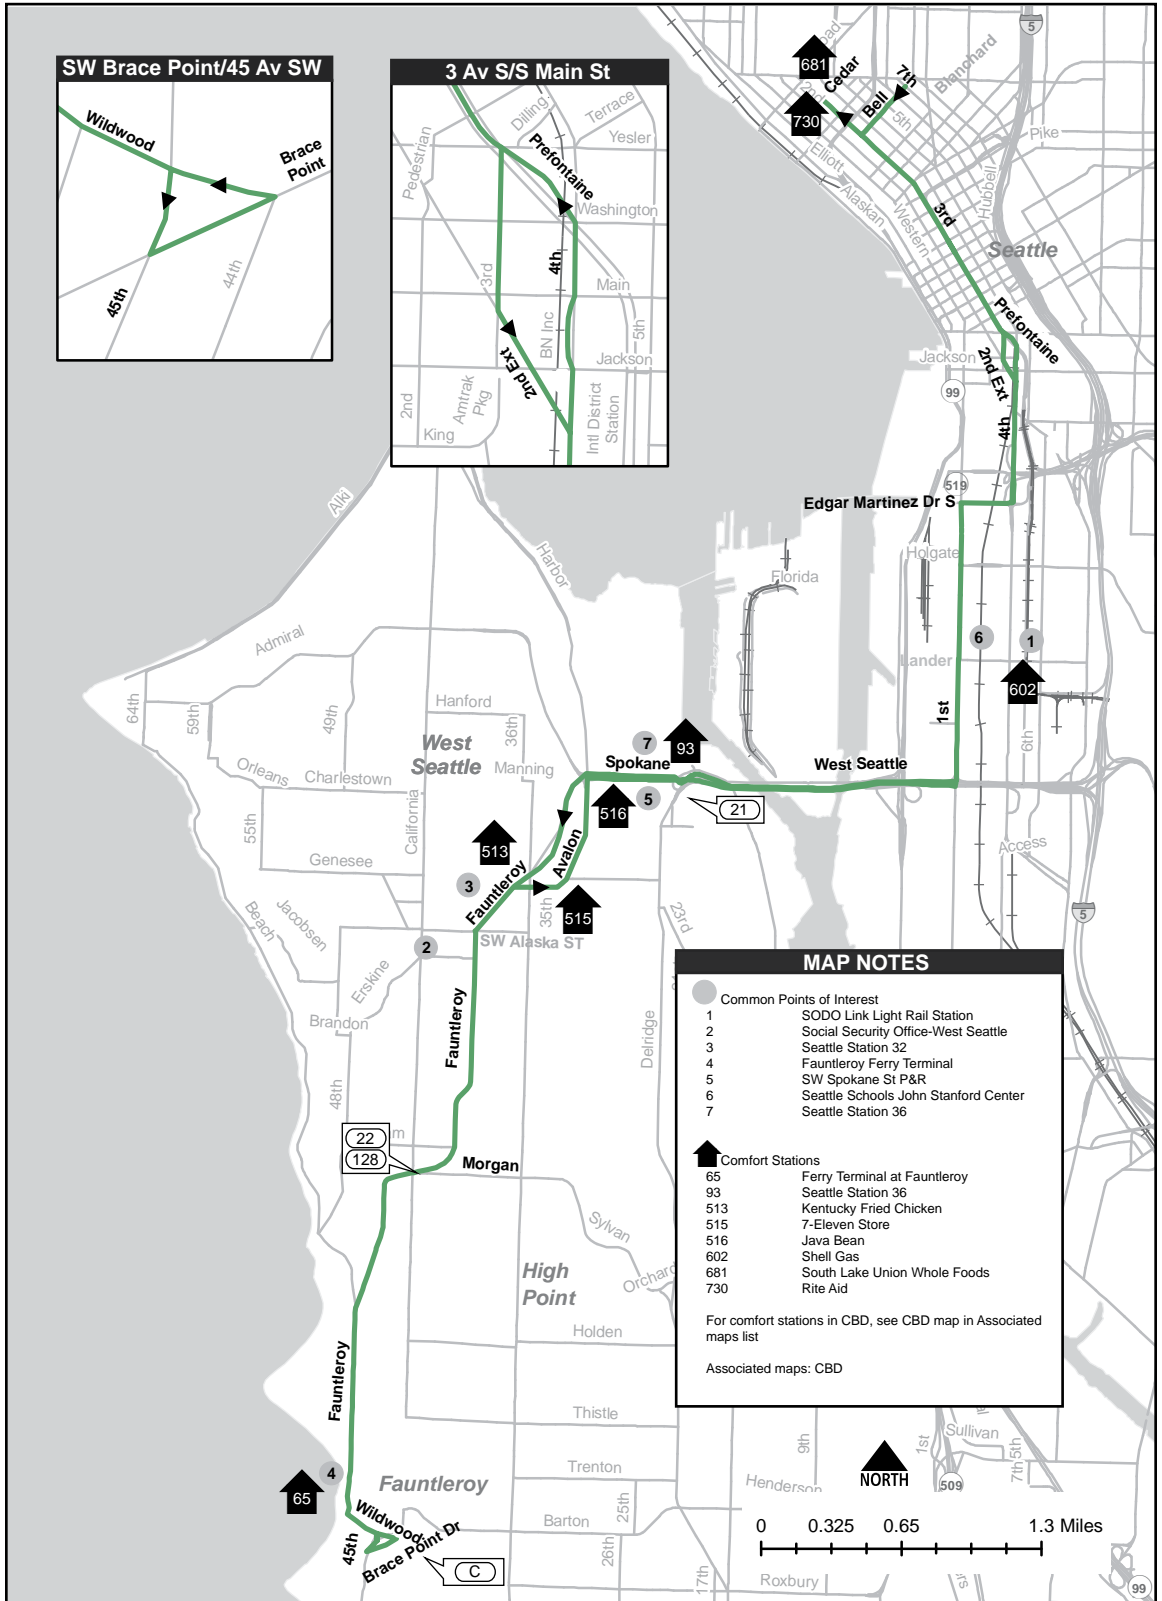 SW Brace Point/45 Av SW
Wildwood
Brace
Point
45th
44th
3 Av S/S Main St
Dilling.
Terrace
Yesler
Pedestrian
Prefontaine
Washington
4th
3rd
Main
BN Inc
5th
Jackson
2nd Ext
2nd
Amtrak
Pkg
Intl District
Station
King
5
681
Cedar
7th
Blanchard
2nd
Bell
5th
730
Pike
Elliott
Alaskan
Western
Hubbell
3rd
Seattle
Prefontaine
Jackson
2nd Ext
99
4th
519
Edgar Martinez Dr S
Alki
Harbor
Holgate
Florida
Admiral
6
1
Lander
602
64th
59th
49th
Hanford
36th
1st
6th
West
Seattle
7
93
Spokane
West Seattle
Orleans
Charlestown
Manning
5
516
21
55th
California
513
Avalon
Access
Genesee
3
Fauntleroy
35th
515
23rd
5
Beach
Jacobsen
2
SW Alaska ST
Erskine
Brandon
Fauntleroy
Delridge
48th
22
128
m
Morgan
Sylvan
High
Point
Orchard
Holden
Fauntleroy
Thistle
9th
1st
Sullivan
5th
7th
4
Fauntleroy
Trenton
Henderson
509
65
Wildwood
25th
Barton
45th
Brace Point Dr
26th
C
17th
Roxbury
ers
99
MAP NOTES
Common Points of Interest
1 SODO Link Light Rail Station
2 Social Security Office-West Seattle
3 Seattle Station 32
4 Fauntleroy Ferry Terminal
5 SW Spokane St P&R
6 Seattle Schools John Stanford Center
7 Seattle Station 36
Comfort Stations
65 Ferry Terminal at Fauntleroy
93 Seattle Station 36
513 Kentucky Fried Chicken
515 7-Eleven Store
516 Java Bean
602 Shell Gas
681 South Lake Union Whole Foods
730 Rite Aid
For comfort stations in CBD, see CBD map in Associated
maps list
Associated maps: CBD
NORTH
0 0.325 0.65 1.3 Miles